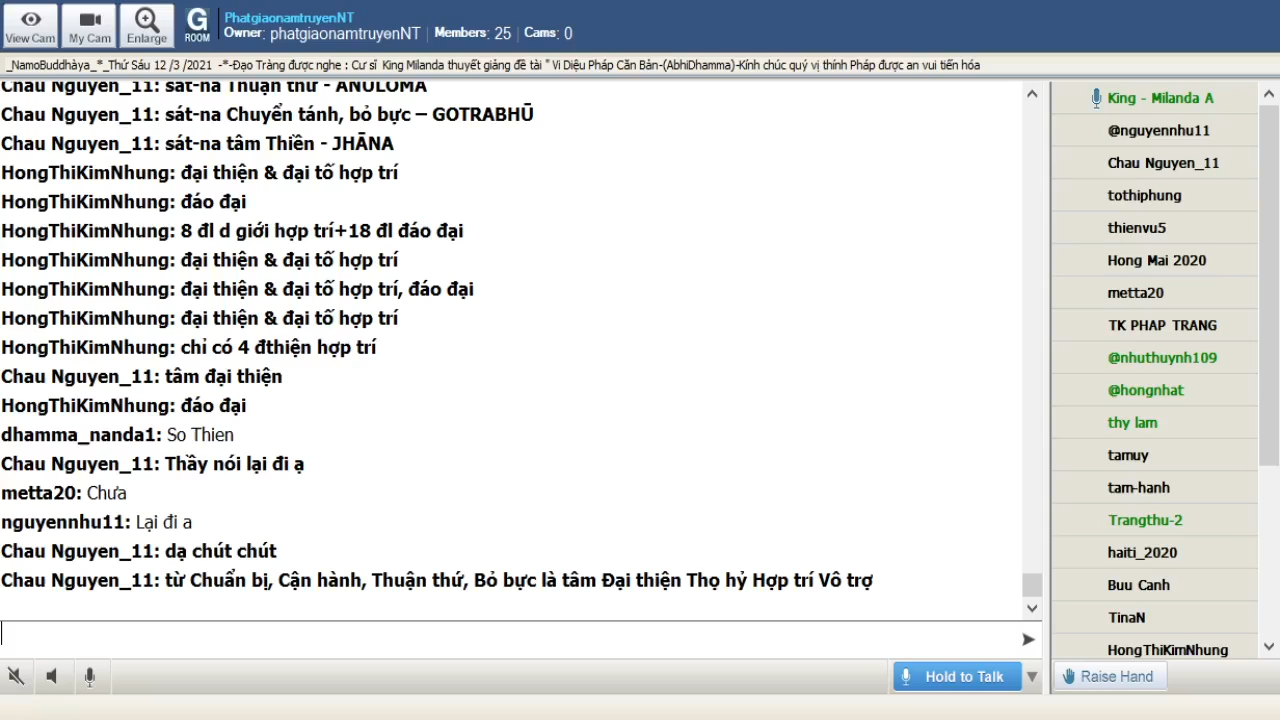 View Cam
My Cam
Enlarge
G
ROOM
PhatgiaonamtruyenNT
Owner: phatgiaonamtruyenNT | Members: 25 | Cams: 0
_NamoBuddhàya_*_Thứ Sáu 12 /3 /2021 -*-Đạo Tràng được nghe : Cư sĩ King Milanda thuyết giảng đề tài " Vi Diệu Pháp Căn Bản-(AbhiDhamma)-Kính chúc quý vị thính Pháp được an vui tiến hóa
Chau Nguyen_11: sát-na Thuận thứ - ANULOMA
Chau Nguyen_11: sát-na Chuyển tánh, bỏ bực – GOTRABHŪ
Chau Nguyen_11: sát-na tâm Thiền - JHĀNA
HongThiKimNhung: đại thiện & đại tố hợp trí
HongThiKimNhung: đáo đại
HongThiKimNhung: 8 đl d giới hợp trí+18 đl đáo đại
HongThiKimNhung: đại thiện & đại tố hợp trí
HongThiKimNhung: đại thiện & đại tố hợp trí, đáo đại
HongThiKimNhung: đại thiện & đại tố hợp trí
HongThiKimNhung: chỉ có 4 đthiện hợp trí
Chau Nguyen_11: tâm đại thiện
HongThiKimNhung: đáo đại
dhamma_nanda1: So Thien
Chau Nguyen_11: Thầy nói lại đi ạ
metta20: Chưa
nguyennhu11: Lại đi a
Chau Nguyen_11: dạ chút chút
Chau Nguyen_11: từ Chuẩn bị, Cận hành, Thuận thứ, Bỏ bực là tâm Đại thiện Thọ hỷ Hợp trí Vô trợ
King - Milanda A
@nguyennhu11
Chau Nguyen_11
tothiphung
thienvu5
Hong Mai 2020
metta20
TK PHAP TRANG
@nhuthuynh109
@hongnhat
thy lam
tamuy
tam-hanh
Trangthu-2
haiti_2020
Buu Canh
TinaN
HongThiKimNhung
Hold to Talk
Raise Hand